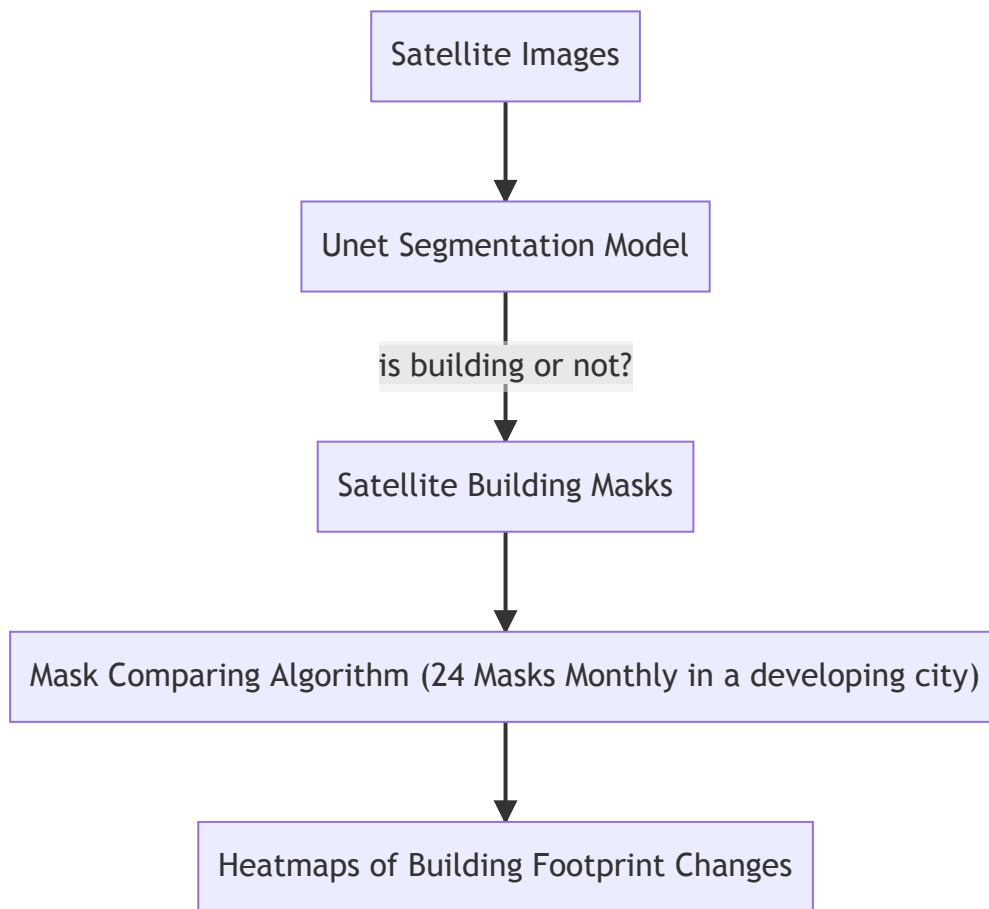 Satellite Images
Unet Segmentation Model
is building or not?
Satellite Building Masks
Mask Comparing Algorithm (24 Masks Monthly in a developing city)
Heatmaps of Building Footprint Changes